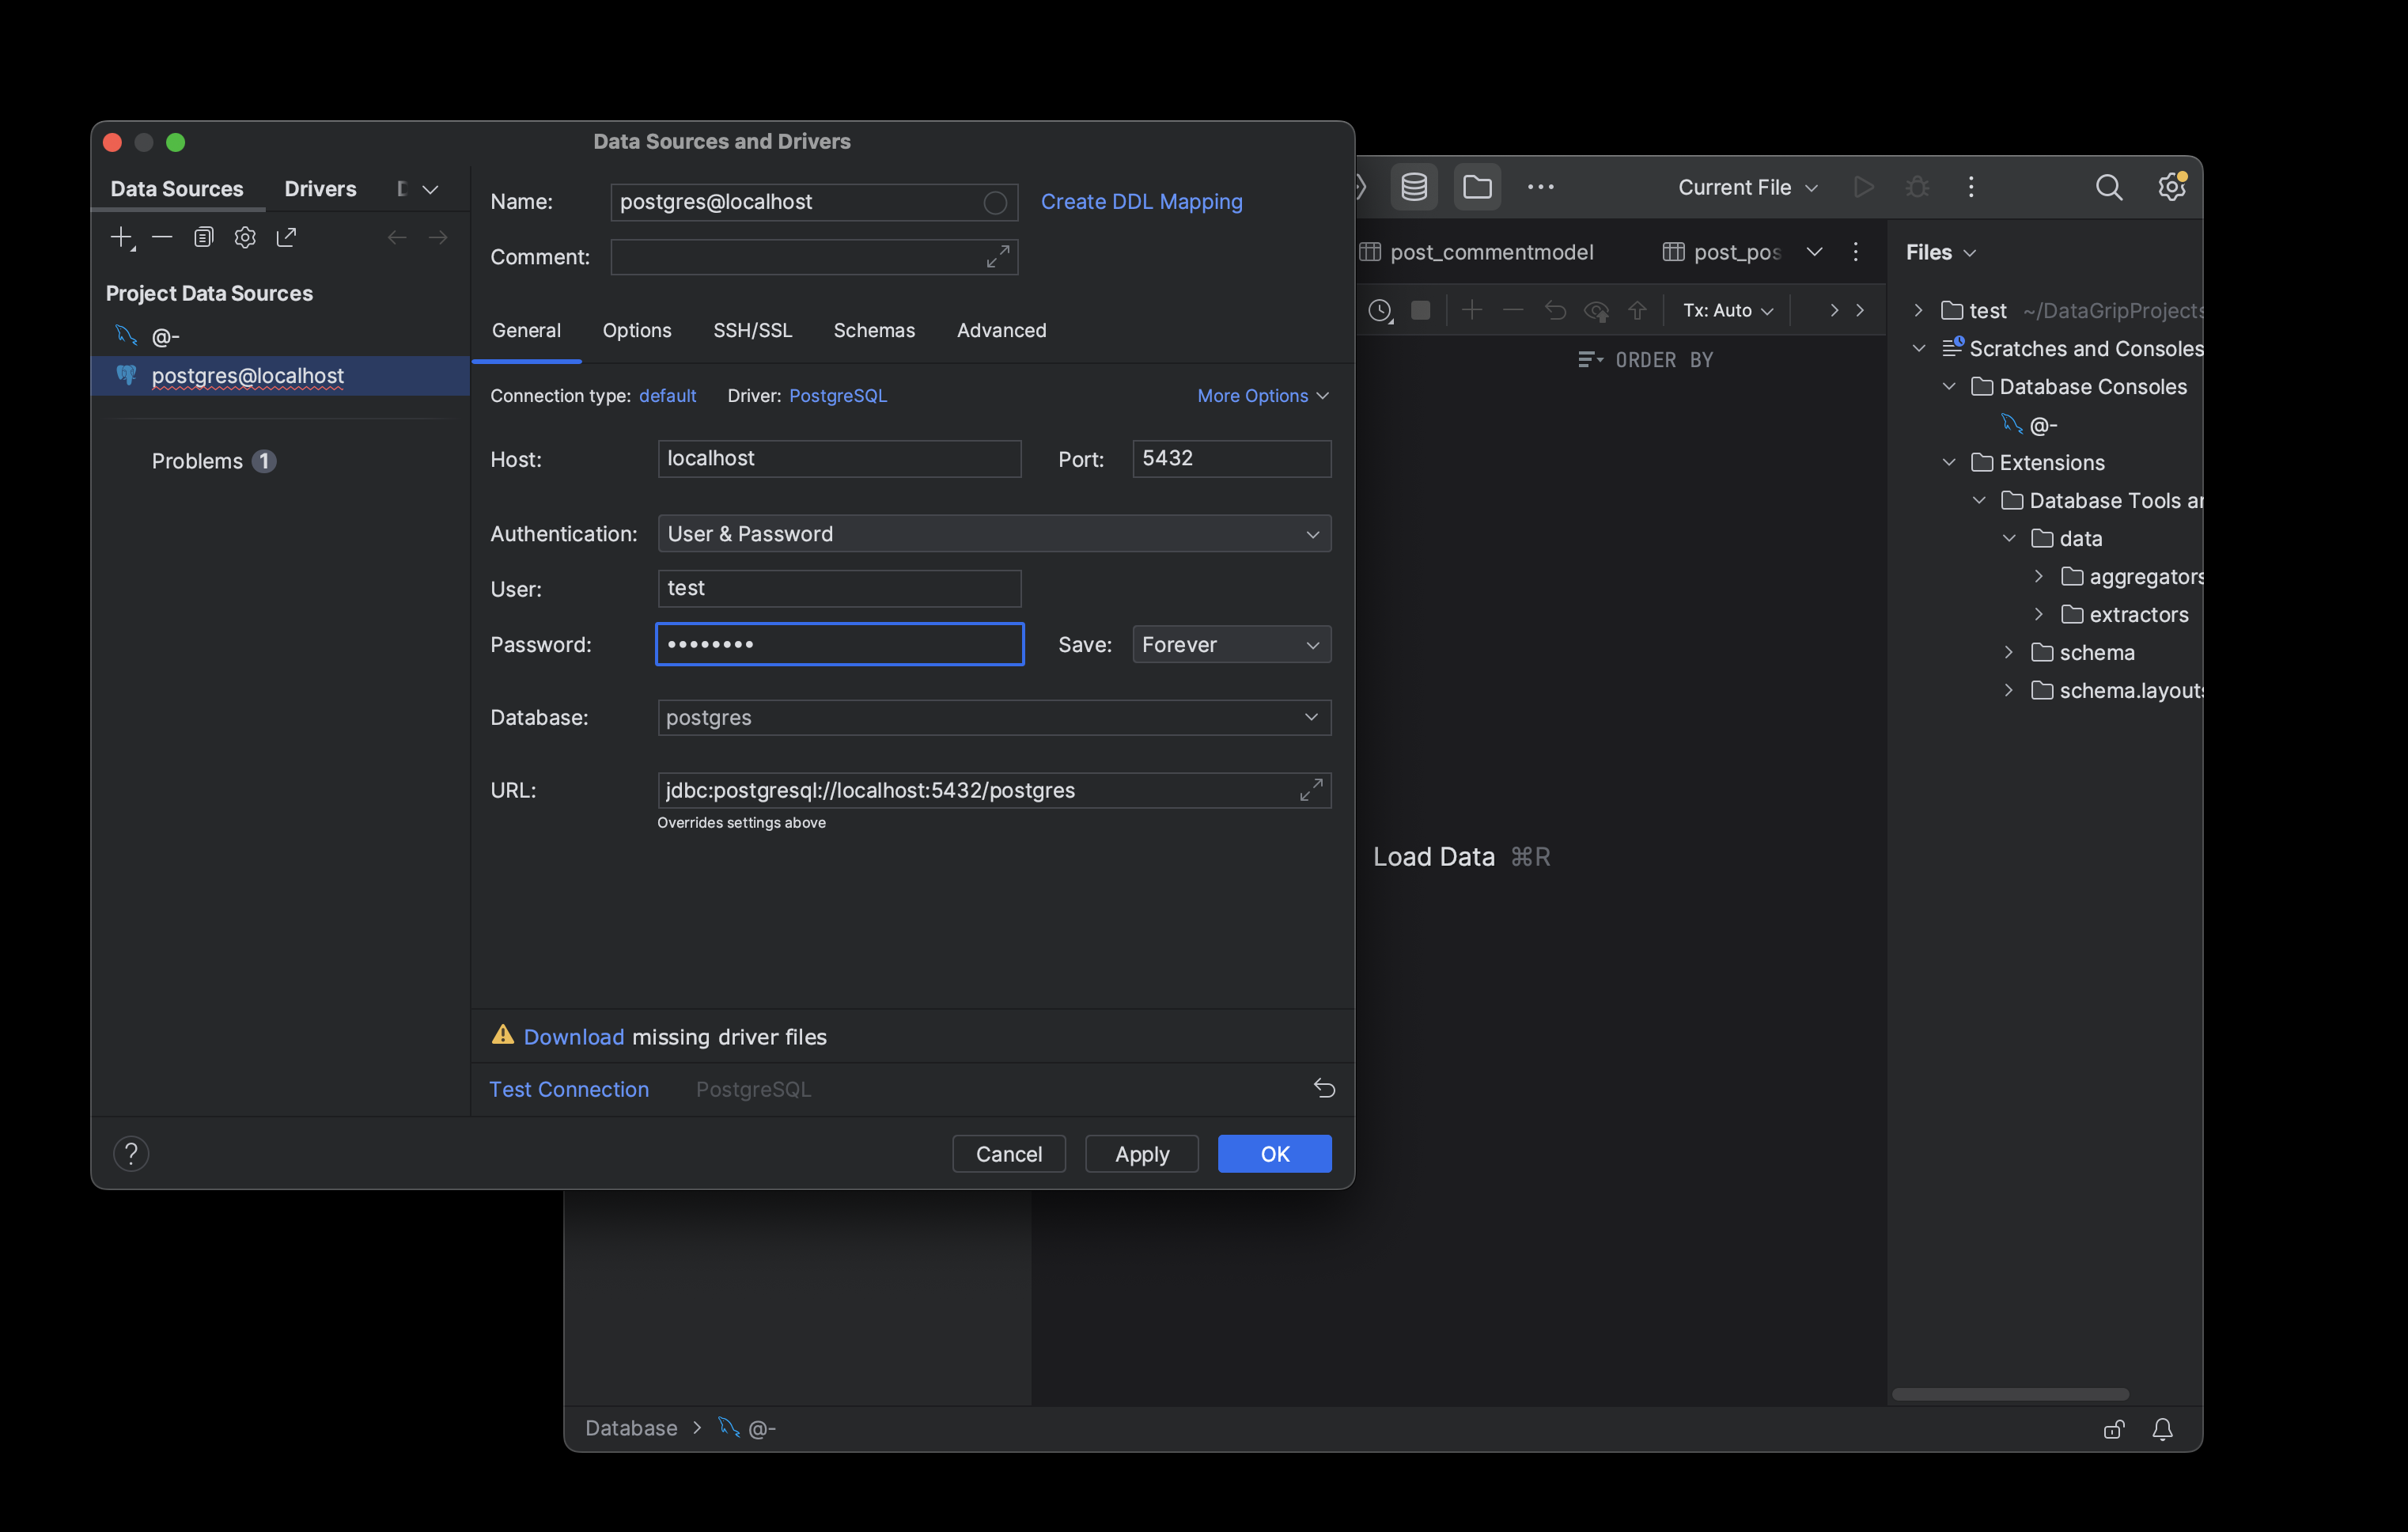 Data Sources and Drivers
Data Sources Drivers
Project Data Sources
@-
postgres@localhost
Problems 1
Name: postgres@localhost Create DDL Mapping
Comment:
General Options SSH/SSL Schemas Advanced
Connection type: default Driver: PostgreSQL More Options
Host: localhost Port: 5432
Authentication: User & Password
User: test
Password: •••••••• Save: Forever
Database: postgres
URL: jdbc:postgresql://localhost:5432/postgres
Overrides settings above
Download missing driver files
Test Connection PostgreSQL
? Cancel Apply OK
Current File
post_commentmodel post_pos
Tx: Auto
ORDER BY
Load Data ⌘R
Files
test ~/DataGripProjects
Scratches and Consoles
Database Consoles
@-
Extensions
Database Tools ar
data
aggregators
extractors
schema
schema.layouts
Database > @-